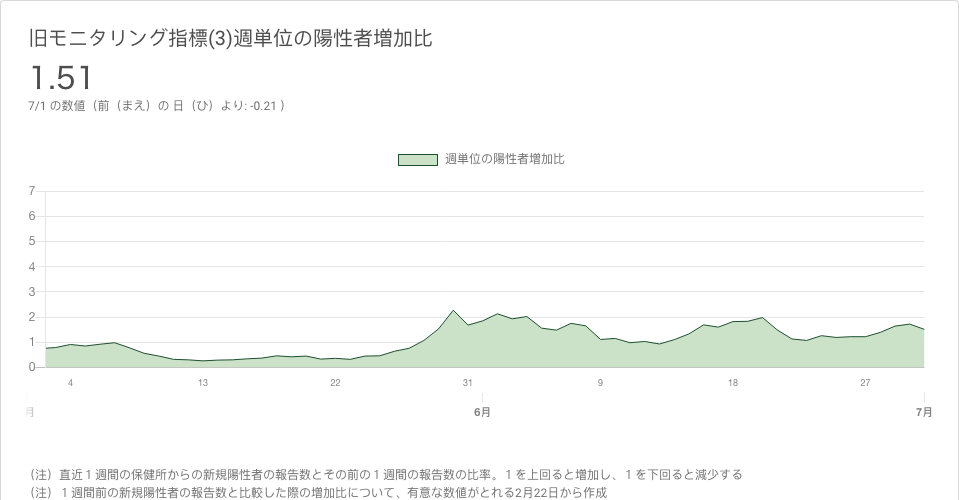 旧モニタリング指標(3)週単位の陽性者増加比
1.51
7/1 の数値（前（まえ）の 日（ひ）より: -0.21 ）
週単位の陽性者増加比
7
6
5
4
3
2
1
0
4 13 22 31 9 18 27
月 6月 7月
（注）直近１週間の保健所からの新規陽性者の報告数とその前の１週間の報告数の比率。１を上回ると増加し、１を下回ると減少する
（注）１週間前の新規陽性者の報告数と比較した際の増加比について、有意な数値がとれる2月22日から作成